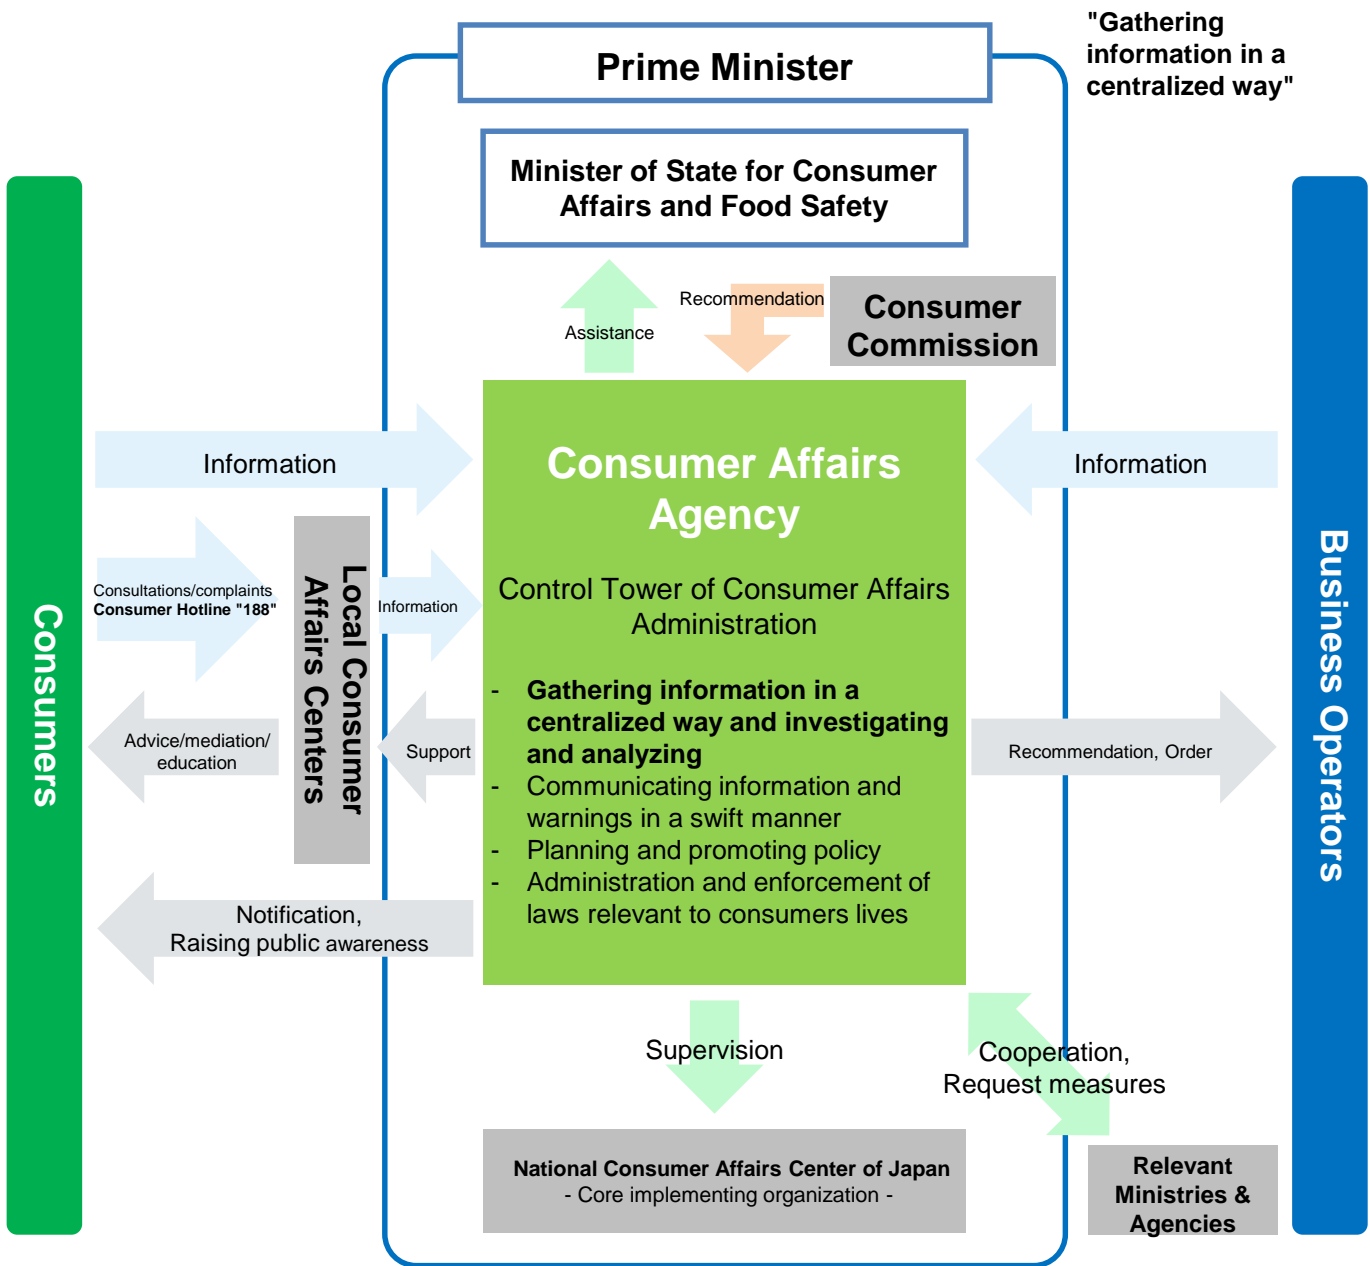 "Gathering
information in a
centralized way"
Prime Minister
Minister of State for Consumer
Affairs and Food Safety
Assistance
Recommendation
Consumer
Commission
Consumers
Information
Consultations/complaints
Consumer Hotline "188"
Advice/mediation/
education
Notification,
Raising public awareness
Local Consumer
Affairs Centers
Information
Support
Consumer Affairs
Agency
Control Tower of Consumer Affairs
Administration
- Gathering information in a
centralized way and investigating
and analyzing
- Communicating information and
warnings in a swift manner
- Planning and promoting policy
- Administration and enforcement of
laws relevant to consumers lives
Information
Recommendation, Order
Business Operators
Supervision
Cooperation,
Request measures
National Consumer Affairs Center of Japan
- Core implementing organization -
Relevant
Ministries &
Agencies